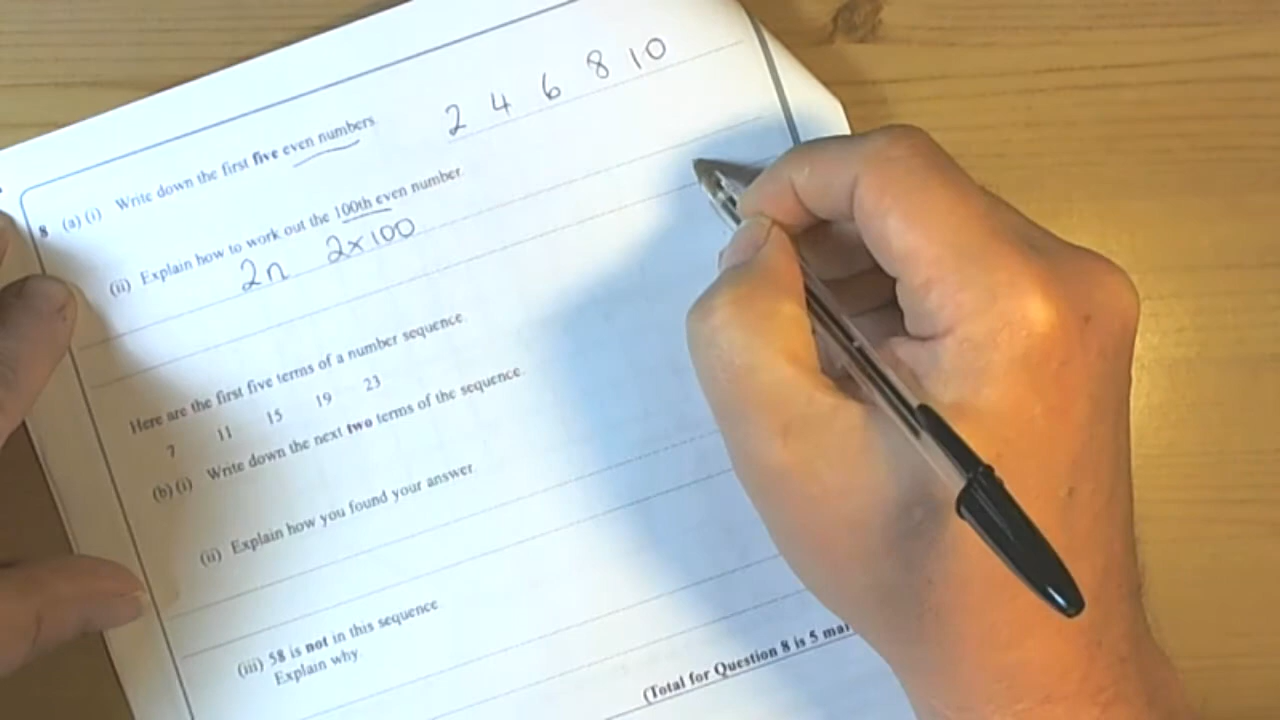 8 (a) (i) Write down the first five even numbers.
2 4 6 8 10
(ii) Explain how to work out the 100th even number.
2n 2×100
Here are the first five terms of a number sequence.
7 11 15 19 23
(b) (i) Write down the next two terms of the sequence.
(ii) Explain how you found your answer.
(iii) 58 is not in this sequence.
Explain why.
(Total for Question 8 is 5 mar